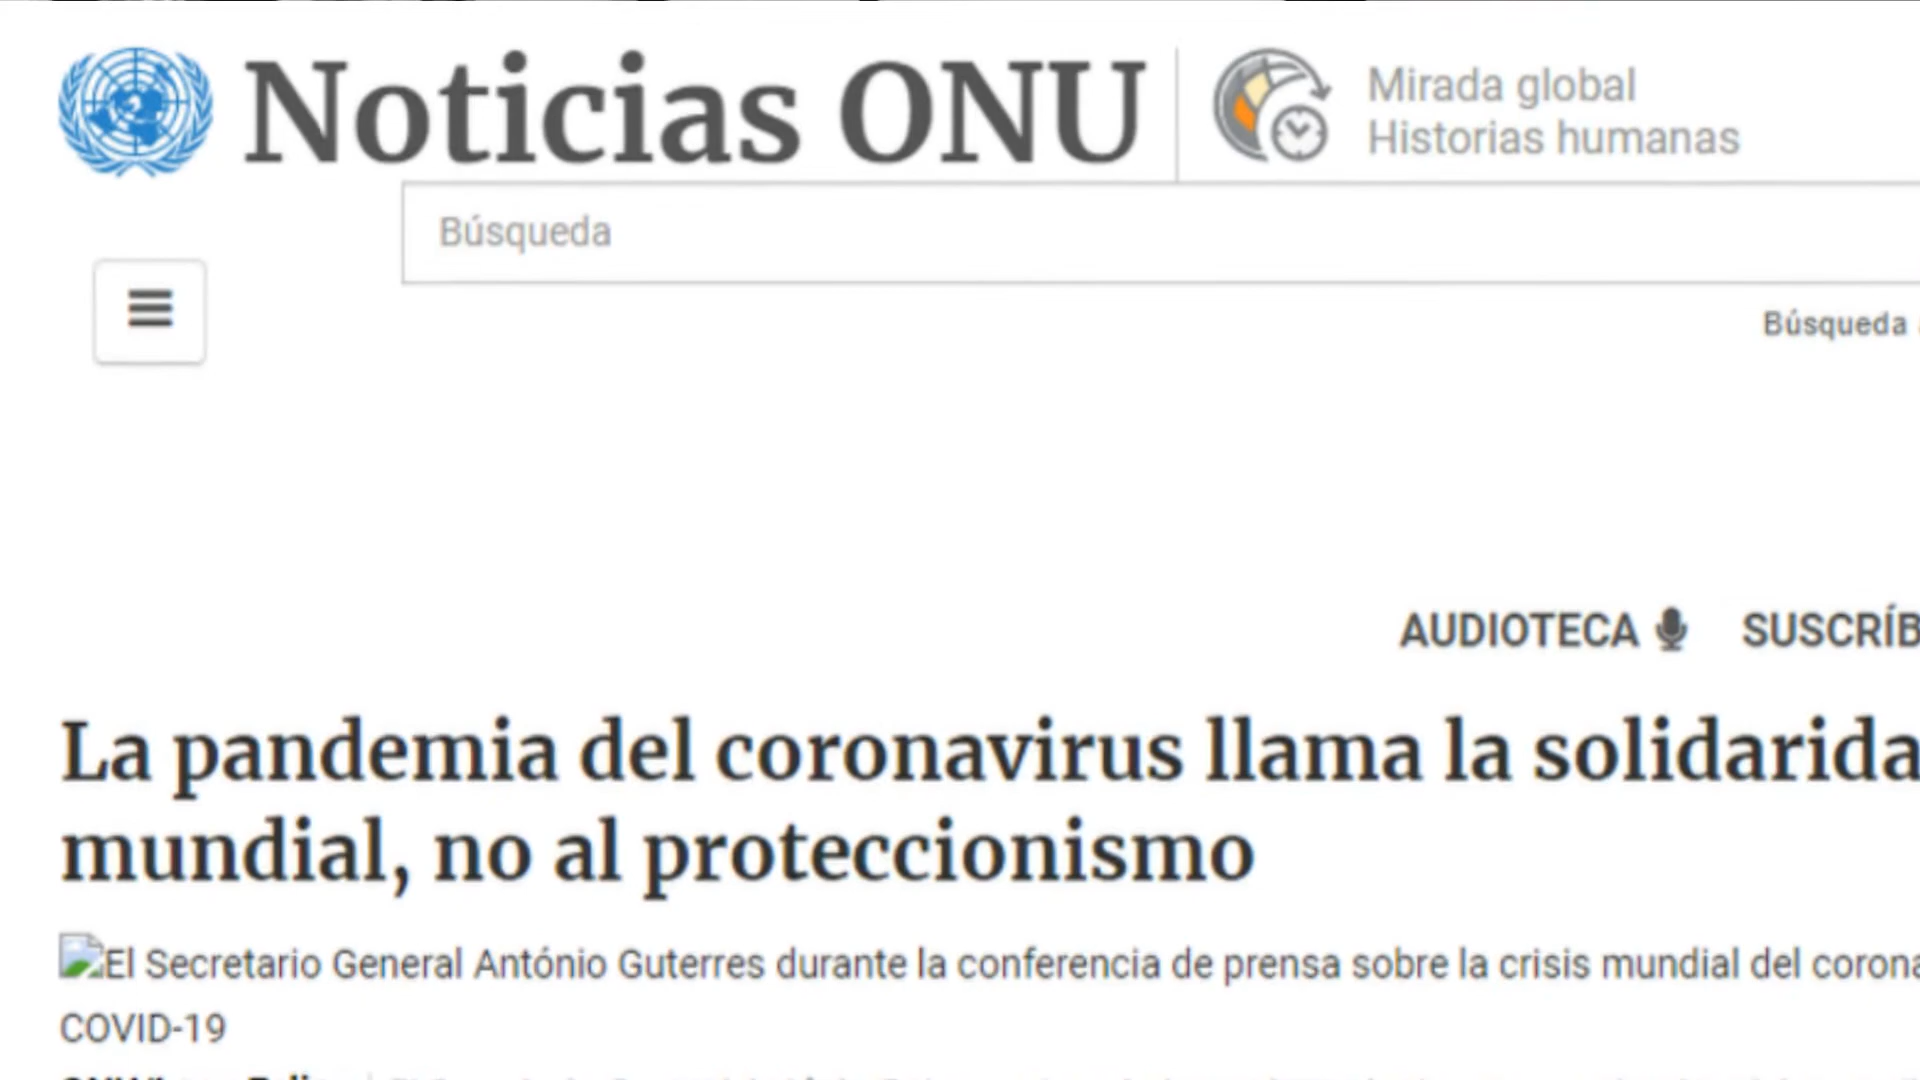 Noticias ONU
Mirada global
Historias humanas
Búsqueda
Búsqueda
AUDIOTECA SUSCRÍB
La pandemia del coronavirus llama la solidarida
mundial, no al proteccionismo
El Secretario General António Guterres durante la conferencia de prensa sobre la crisis mundial del corona
COVID-19